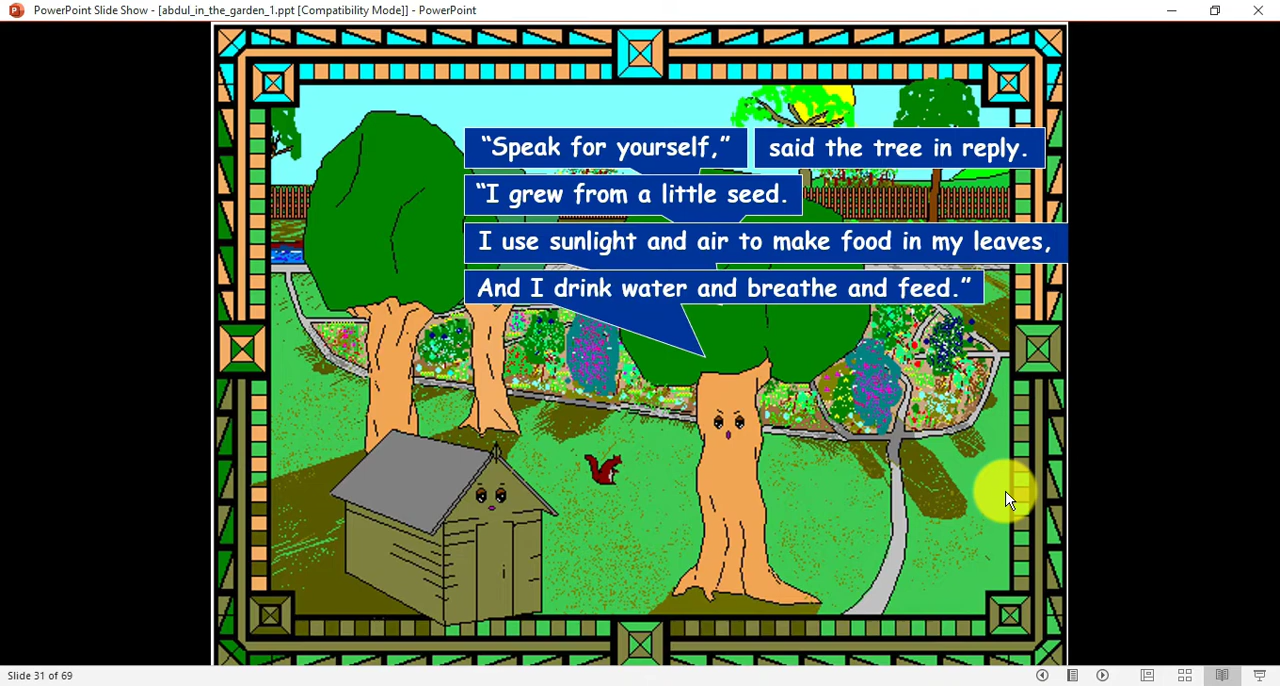 PowerPoint Slide Show - [abdul_in_the_garden_1.ppt [Compatibility Mode]] - PowerPoint
“Speak for yourself,” said the tree in reply.
“I grew from a little seed.
I use sunlight and air to make food in my leaves,
And I drink water and breathe and feed.”
Slide 31 of 69